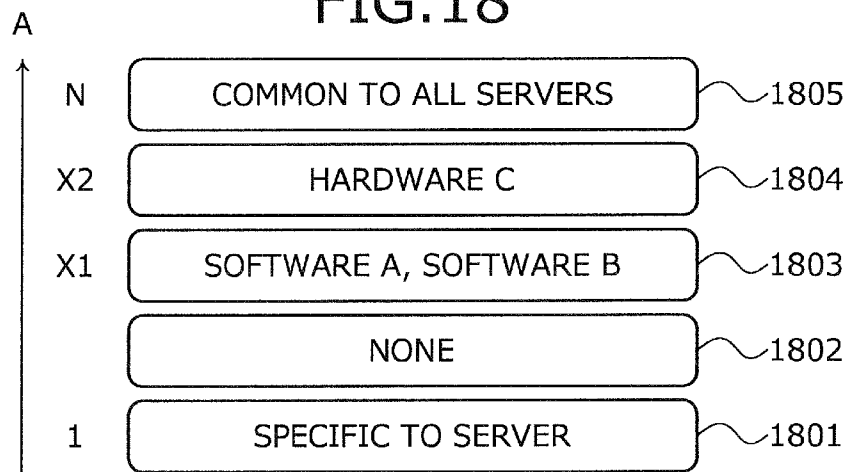 FIG.18
A
N COMMON TO ALL SERVERS 1805
X2 HARDWARE C 1804
X1 SOFTWARE A, SOFTWARE B 1803
NONE 1802
1 SPECIFIC TO SERVER 1801